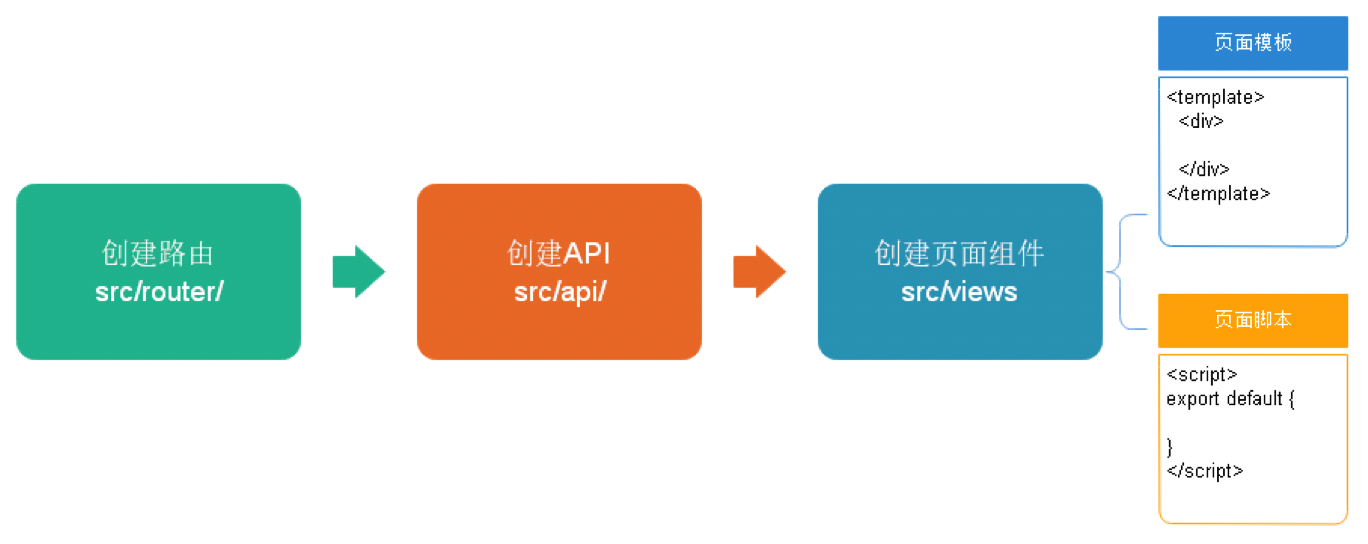 创建路由
src/router/
创建API
src/api/
创建页面组件
src/views
页面模板
<template>
<div>
</div>
</template>
页面脚本
<script>
export default {
}
</script>